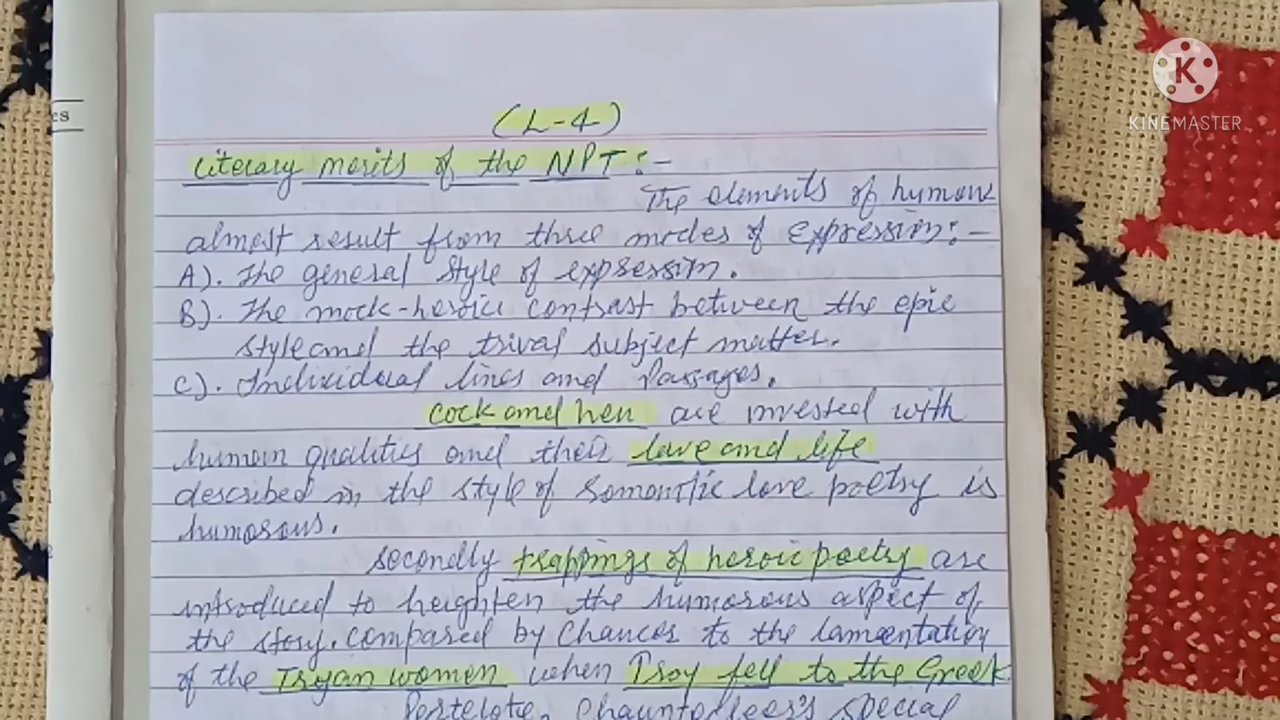 es
K
KINEMASTER
(L-4)
Literary merits of the NPT:-
The elements of humour
almost result from three modes of expression:-
A). The general style of expression.
B). The mock-heroic contrast between the epic
style and the trival subject matter.
C). Individual lines and Passages.
Cock and hen are invested with
human qualities and their love and life
described in the style of romantic love poetry is
humorous.
Secondly trappings of heroic poetry are
introduced to heighten the humorous aspect of
the story. Compared by Chaucer to the lamentation
of the Trojan women when Troy fell to the Greek.
Pertelote, Chauntecleer's special